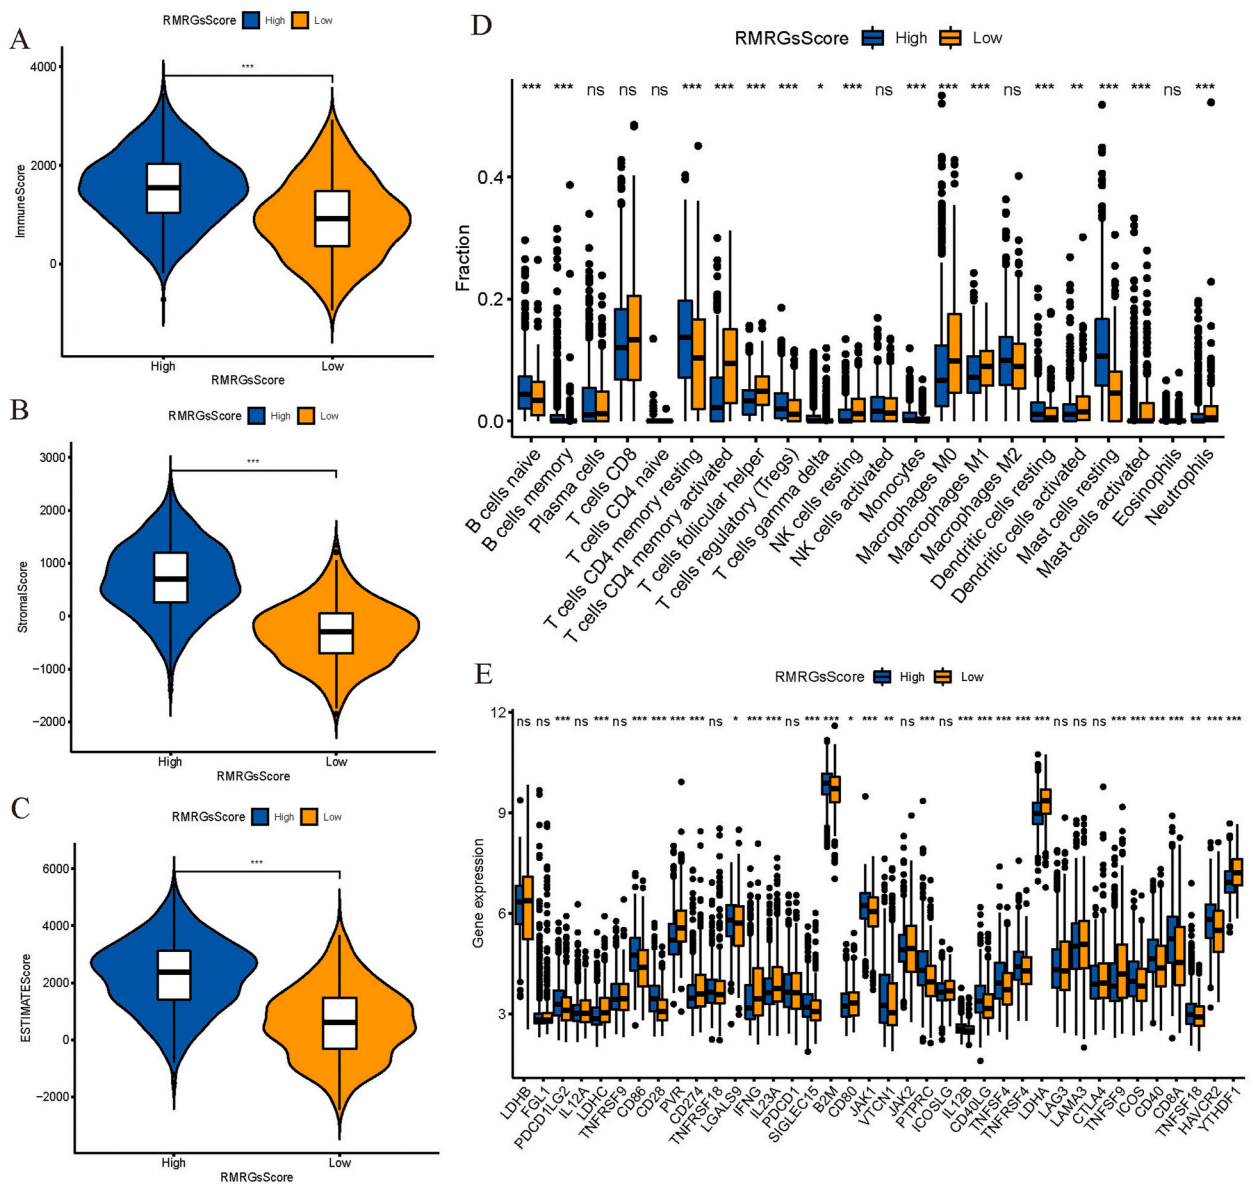 A
RMRGsScore High Low
***
4000
2000
0
ImmuneScore
High Low
RMRGsScore
B
RMRGsScore High Low
***
3000
2000
1000
0
−1000
−2000
StromalScore
High Low
RMRGsScore
C
RMRGsScore High Low
***
6000
4000
2000
0
−2000
ESTIMATEScore
High Low
RMRGsScore
D
RMRGsScore High Low
*** *** ns ns ns *** *** *** *** * *** ns *** *** *** ns *** ** *** *** ns ***
0.4
0.2
0.0
Fraction
B cells naive
B cells memory
Plasma cells
T cells CD8
T cells CD4 naive
T cells CD4 memory resting
T cells CD4 memory activated
T cells follicular helper
T cells regulatory (Tregs)
T cells gamma delta
NK cells resting
NK cells activated
Monocytes
Macrophages M0
Macrophages M1
Macrophages M2
Dendritic cells resting
Dendritic cells activated
Mast cells resting
Mast cells activated
Eosinophils
Neutrophils
E
RMRGsScore High Low
ns ns *** ns *** ns *** *** *** *** ns * *** *** ns *** *** * *** ** ns *** ns *** *** *** *** *** ns ns ns *** *** *** *** ** *** ***
12
9
6
3
Gene expression
LDHB
FGL1
PDCD1LG2
IL12A
LDHC
TNFRSF9
CD86
CD28
PVR
CD274
TNFRSF18
LGALS9
IFNG
IL23A
PDCD1
SIGLEC15
B2M
CD80
JAK1
VTCN1
JAK2
PTPRC
ICOSLG
IL12B
CD40LG
TNFSF4
TNFRSF4
LDHA
LAG3
LAMA3
CTLA4
TNFSF9
ICOS
CD40
CD8A
TNFSF18
HAVCR2
YTHDF1